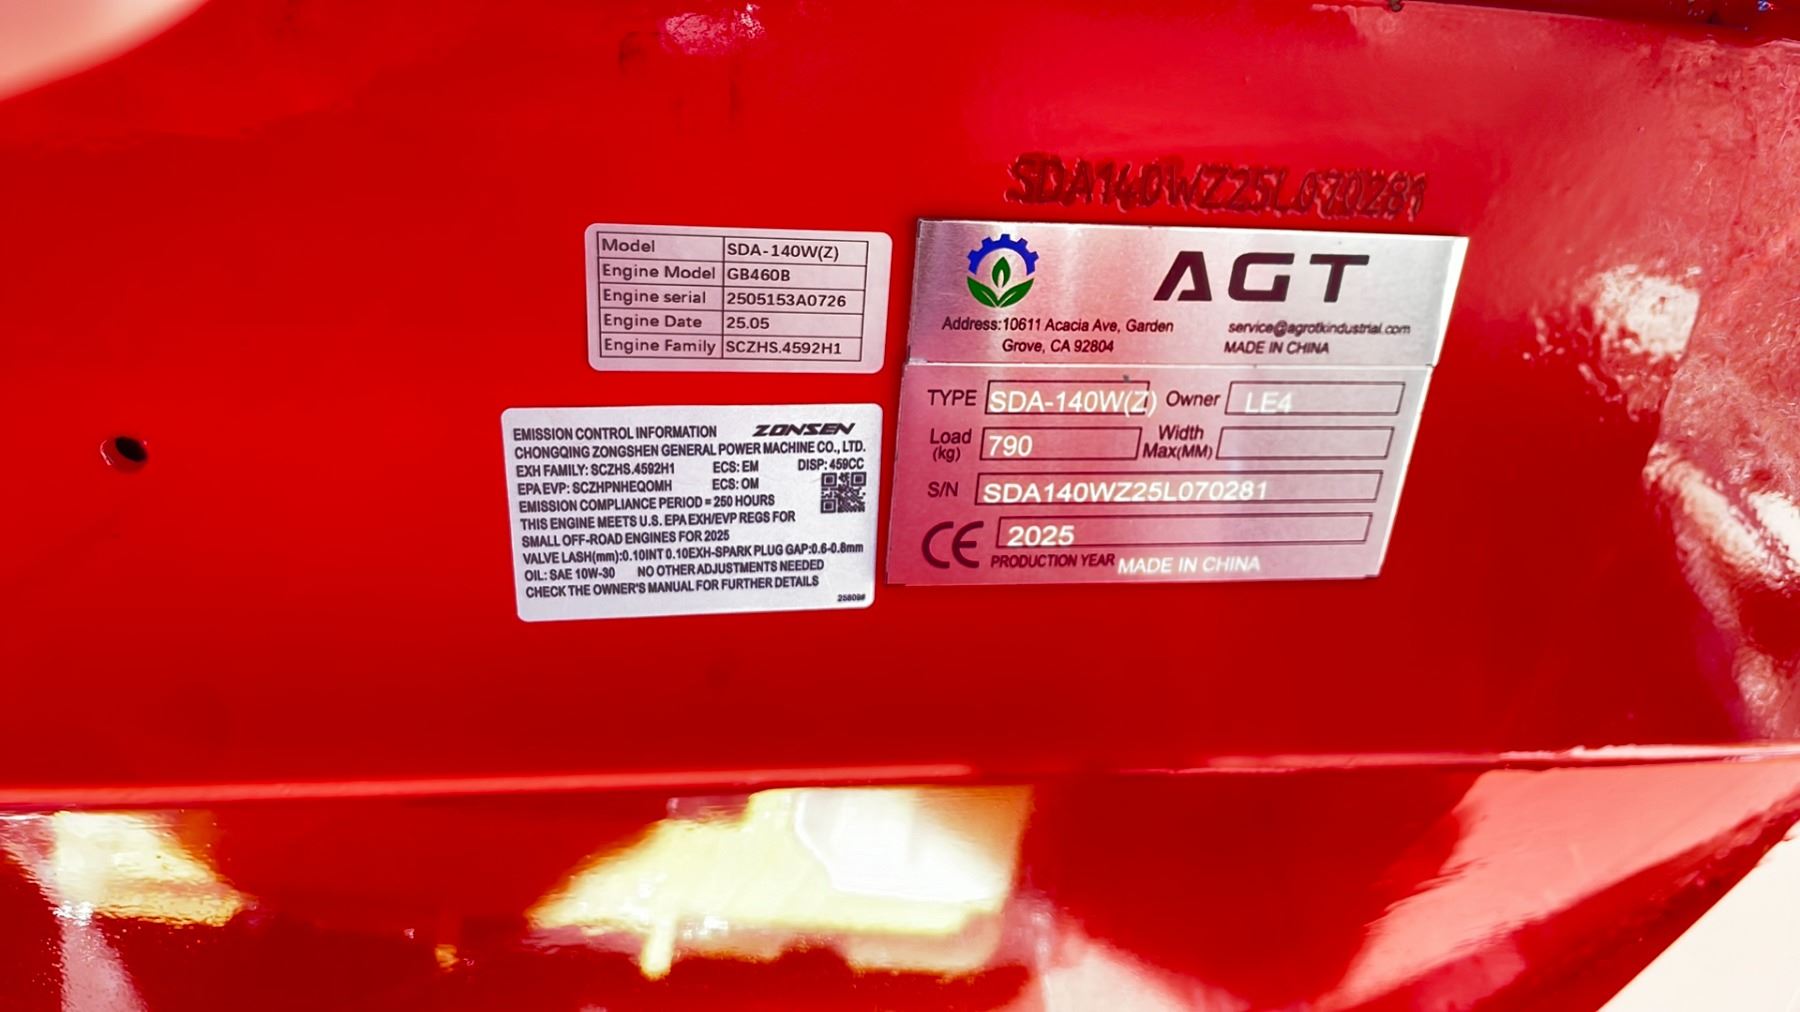 SDA140WZ25L070281
Model SDA-140W(Z)
Engine Model GB460B
Engine serial 2505153A0726
Engine Date 25.05
Engine Family SCZHS.4592H1
AGT
Address:10611 Acacia Ave, Garden
Grove, CA 92804
service@agrotkindustrial.com
MADE IN CHINA
TYPE SDA-140W(Z) Owner LE4
Load (kg) 790 Width Max(MM)
S/N SDA140WZ25L070281
CE 2025
PRODUCTION YEAR MADE IN CHINA
EMISSION CONTROL INFORMATION ZONSEN
CHONGQING ZONGSHEN GENERAL POWER MACHINE CO., LTD.
EXH FAMILY: SCZHS.4592H1 ECS: EM DISP: 459CC
EPA EVP: SCZHPNHEQOMH ECS: OM
EMISSION COMPLIANCE PERIOD = 250 HOURS
THIS ENGINE MEETS U.S. EPA EXH/EVP REGS FOR
SMALL OFF-ROAD ENGINES FOR 2025
VALVE LASH(mm):0.10INT 0.10EXH-SPARK PLUG GAP:0.6-0.8mm
OIL: SAE 10W-30 NO OTHER ADJUSTMENTS NEEDED
CHECK THE OWNER'S MANUAL FOR FURTHER DETAILS